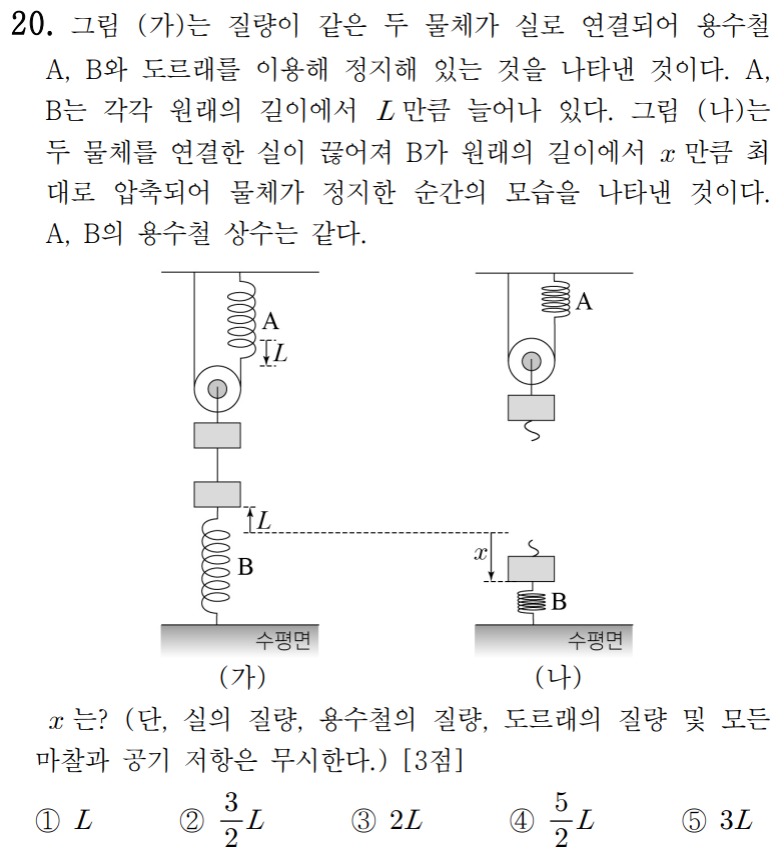 20. 그림 (가)는 질량이 같은 두 물체가 실로 연결되어 용수철
A, B와 도르래를 이용해 정지해 있는 것을 나타낸 것이다. A,
B는 각각 원래의 길이에서 L만큼 늘어나 있다. 그림 (나)는
두 물체를 연결한 실이 끊어져 B가 원래의 길이에서 x만큼 최
대로 압축되어 물체가 정지한 순간의 모습을 나타낸 것이다.
A, B의 용수철 상수는 같다.
A
L
L
B
수평면
(가)
A
x
B
수평면
(나)
x는? (단, 실의 질량, 용수철의 질량, 도르래의 질량 및 모든
마찰과 공기 저항은 무시한다.) [3점]
① L ② 3/2 L ③ 2L ④ 5/2 L ⑤ 3L